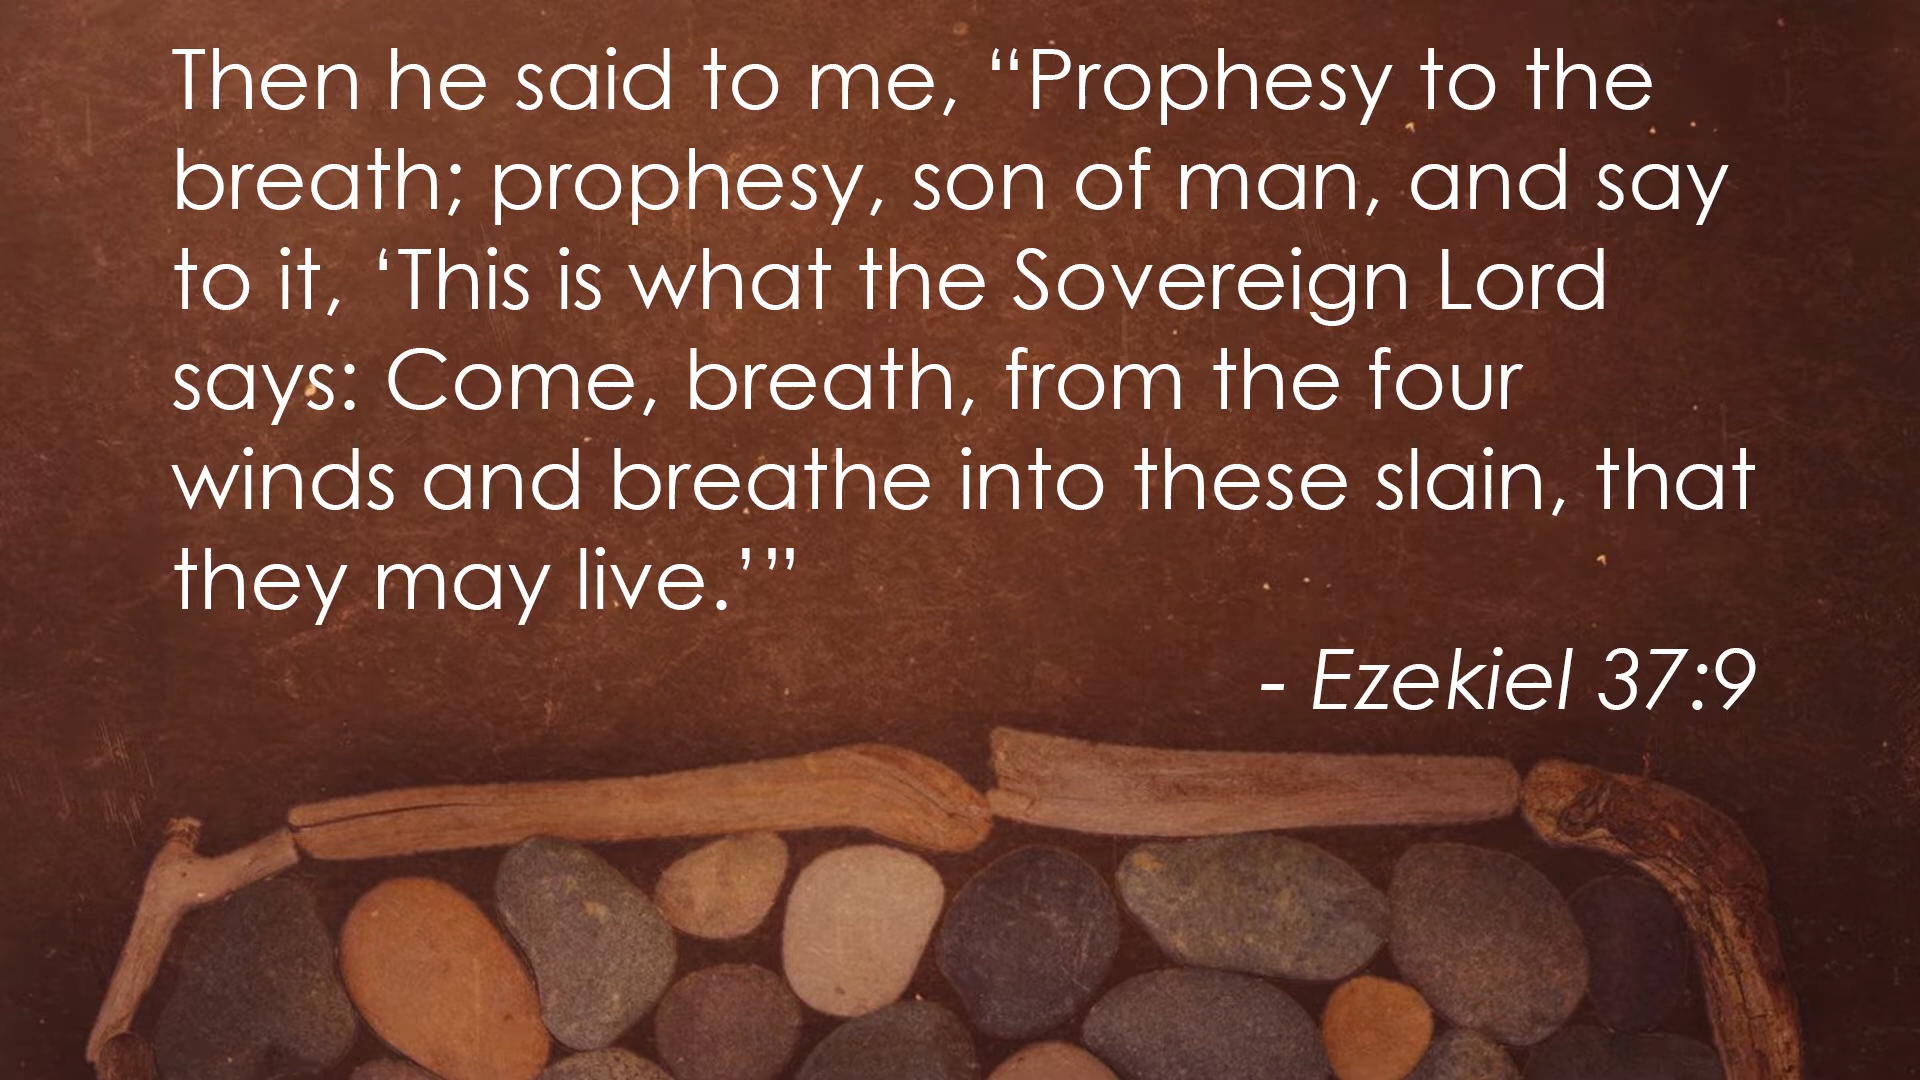 Then he said to me, “Prophesy to the
breath; prophesy, son of man, and say
to it, ‘This is what the Sovereign Lord
says: Come, breath, from the four
winds and breathe into these slain, that
they may live.’”
- Ezekiel 37:9